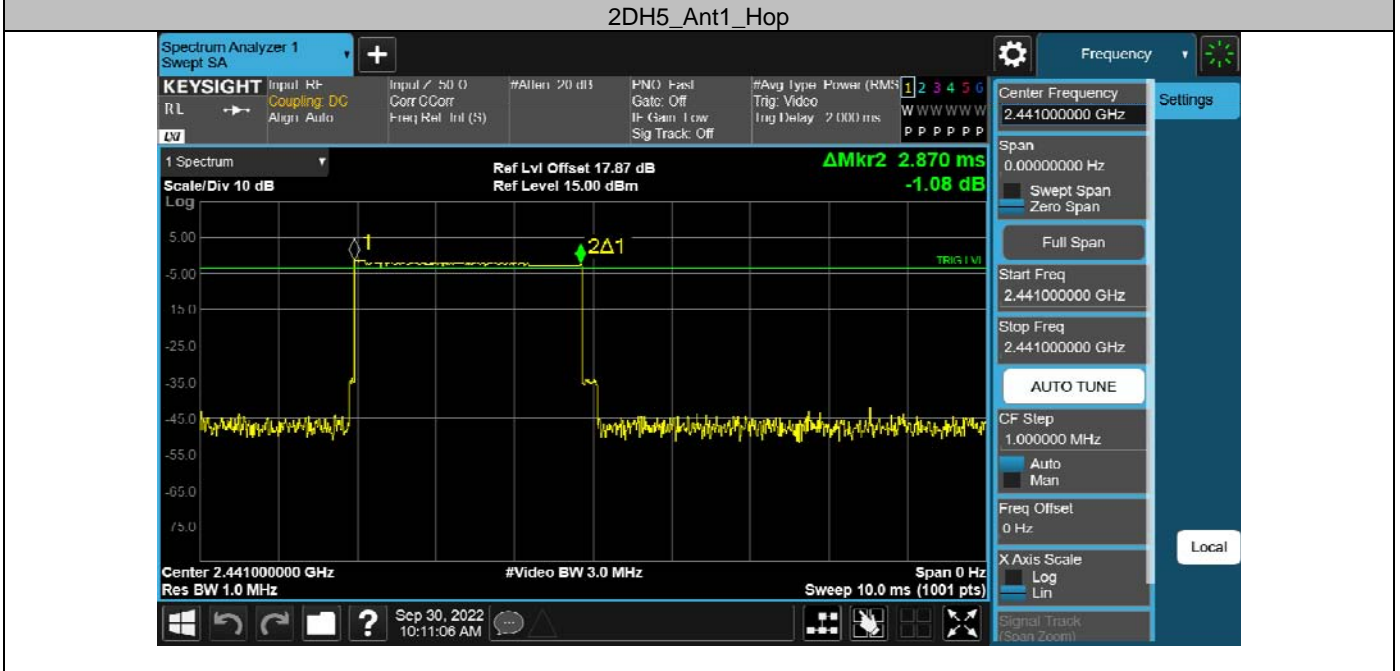 2DH5_Ant1_Hop
Spectrum Analyzer 1
Swept SA
+
Frequency
KEYSIGHT
RL
LXI
Input: RF
Coupling: DC
Align: Auto
Input Z: 50 Ω
Corr CCorr
Freq Ref: Int (S)
#Atten: 20 dB
PNO: Fast
Gate: Off
IF Gain: Low
Sig Track: Off
#Avg Type: Power (RMS
Trig: Video
Trig Delay: 2.000 ms
1 2 3 4 5 6
W W W W W W
P P P P P P
1 Spectrum
Scale/Div 10 dB
Log
Ref Lvl Offset 17.87 dB
Ref Level 15.00 dBm
ΔMkr2 2.870 ms
-1.08 dB
5.00
-5.00
-15.0
-25.0
-35.0
-45.0
-55.0
-65.0
-75.0
1
2Δ1
TRIG LVL
Center 2.441000000 GHz
Res BW 1.0 MHz
#Video BW 3.0 MHz
Span 0 Hz
Sweep 10.0 ms (1001 pts)
?
Sep 30, 2022
10:11:06 AM
Center Frequency
2.441000000 GHz
Settings
Span
0.00000000 Hz
Swept Span
Zero Span
Full Span
Start Freq
2.441000000 GHz
Stop Freq
2.441000000 GHz
AUTO TUNE
CF Step
1.000000 MHz
Auto
Man
Freq Offset
0 Hz
X Axis Scale
Log
Lin
Local
Signal Track
(Span Zoom)